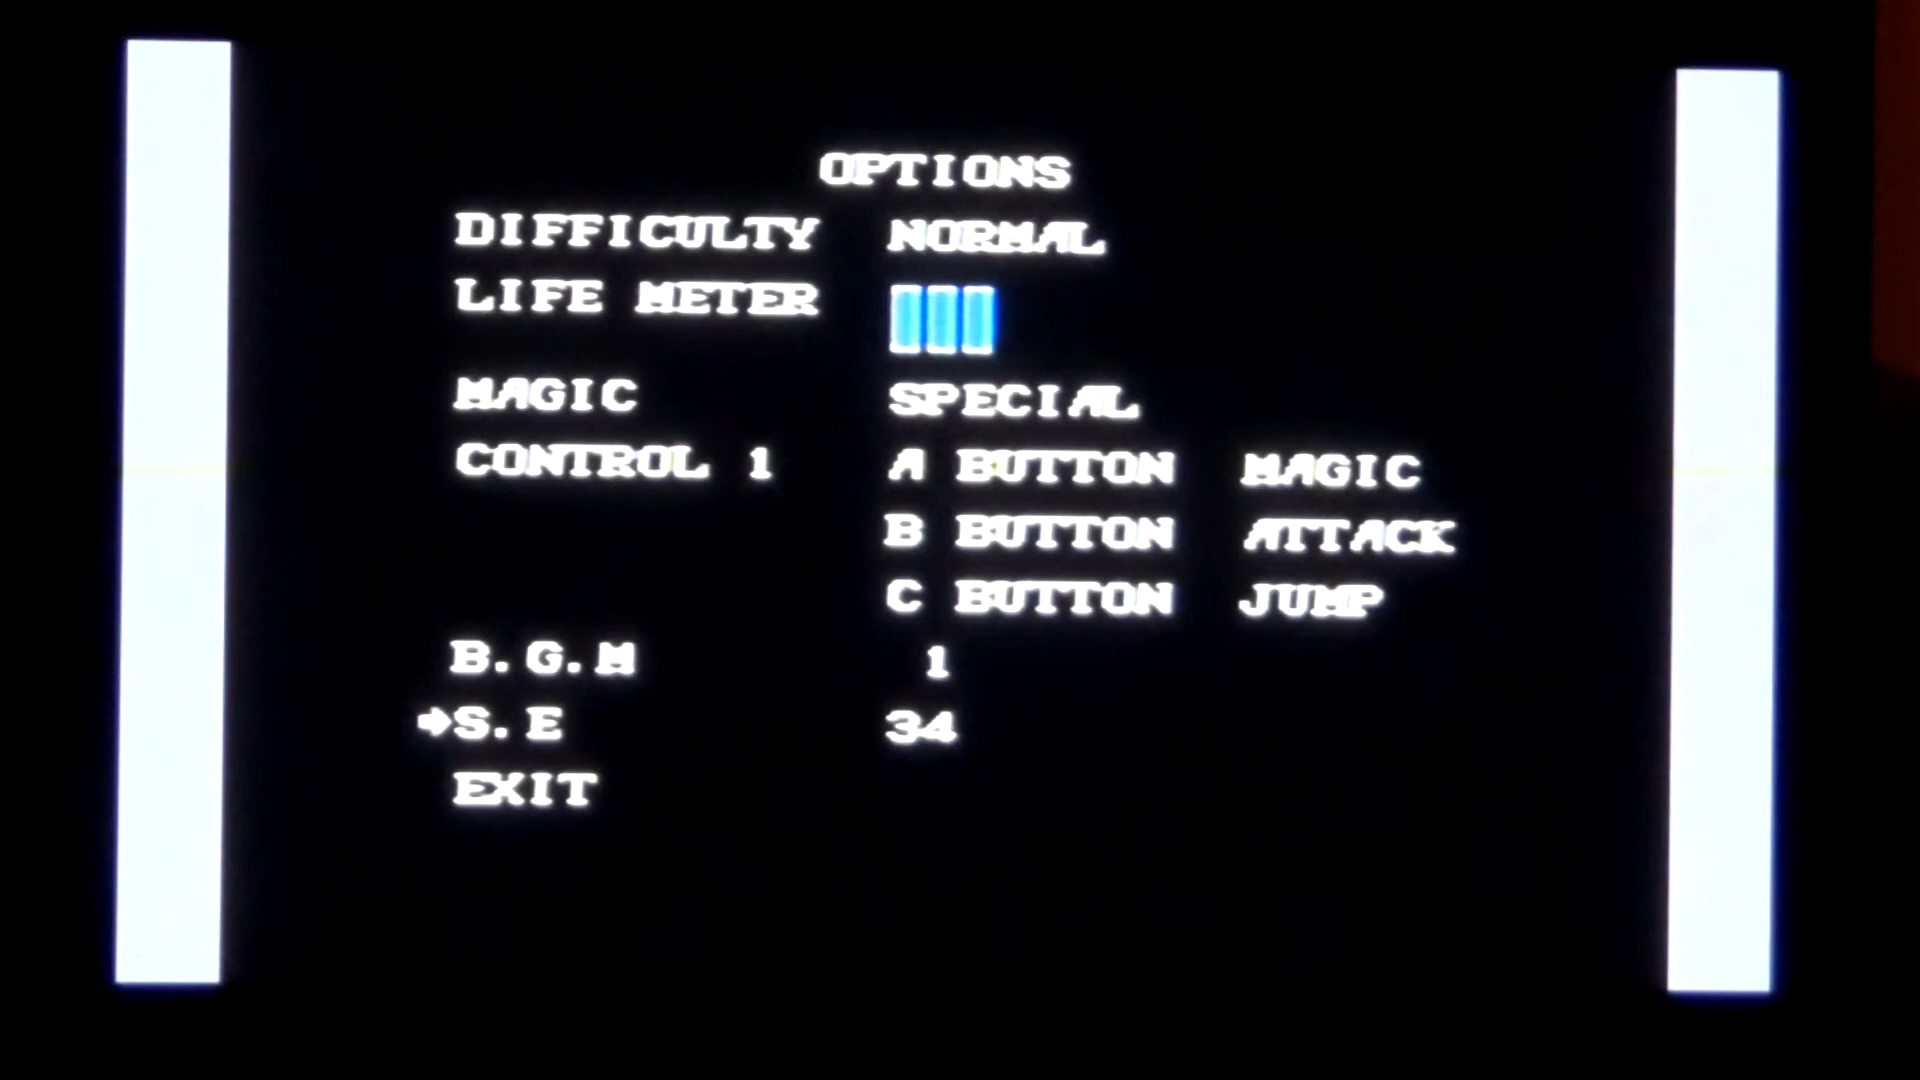 OPTIONS
DIFFICULTY NORMAL
LIFE METER
MAGIC SPECIAL
CONTROL 1 A BUTTON MAGIC
B BUTTON ATTACK
C BUTTON JUMP
B.G.M 1
➔S.E 34
EXIT